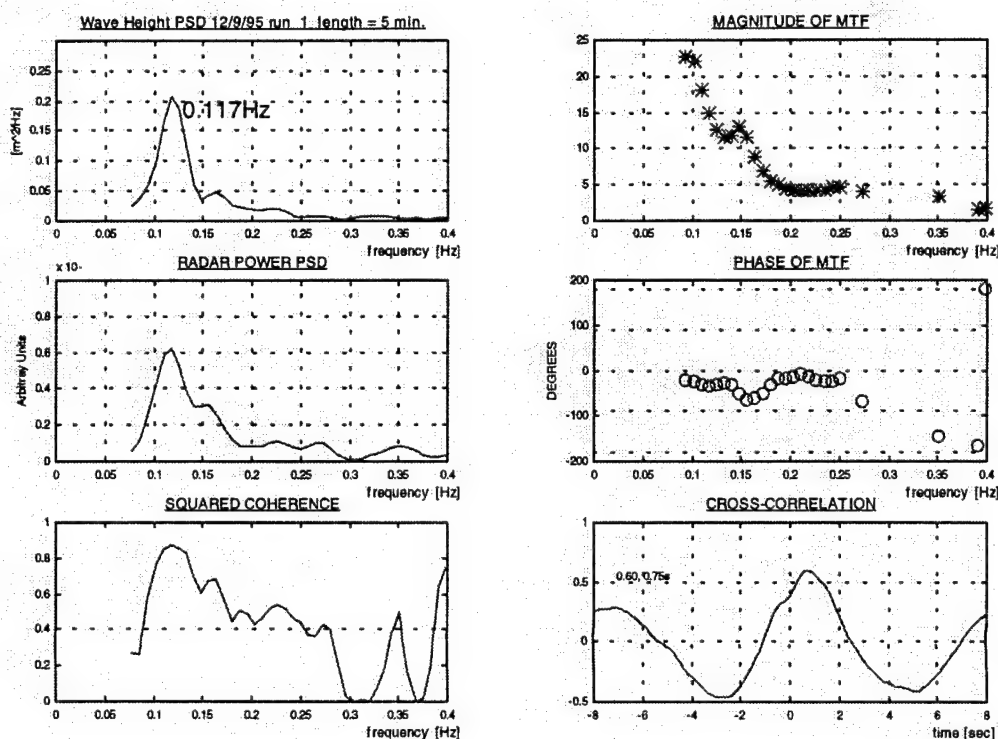 Wave Height PSD 12/9/95 run 1 length = 5 min.
[m^2/Hz]
0.25
0.2
0.15
0.1
0.05
0
0.117Hz
0 0.05 0.1 0.15 0.2 0.25 0.3 0.35 0.4
frequency [Hz]
MAGNITUDE OF MTF
25
20
15
10
5
0
0 0.05 0.1 0.15 0.2 0.25 0.3 0.35 0.4
frequency [Hz]
RADAR POWER PSD
x 10-
Arbitray Units
1
0.8
0.6
0.4
0.2
0
0 0.05 0.1 0.15 0.2 0.25 0.3 0.35 0.4
frequency [Hz]
PHASE OF MTF
DEGREES
200
100
0
-100
-200
0 0.05 0.1 0.15 0.2 0.25 0.3 0.35 0.4
frequency [Hz]
SQUARED COHERENCE
1
0.8
0.6
0.4
0.2
0
0 0.05 0.1 0.15 0.2 0.25 0.3 0.35 0.4
frequency [Hz]
CROSS-CORRELATION
1
0.5
0
-0.5
0.60, 0.75s
-8 -6 -4 -2 0 2 4 6 8
time [sec]